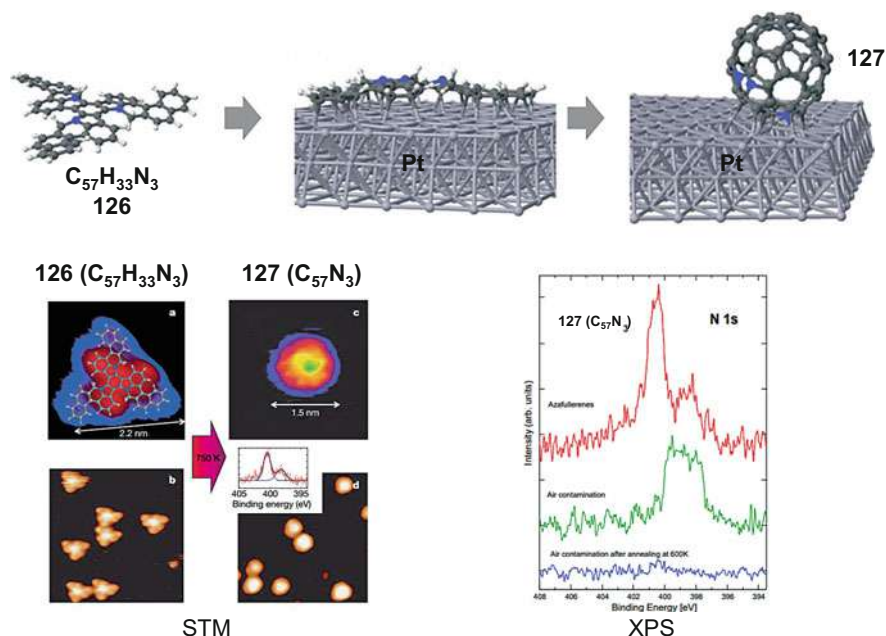 127
Pt
Pt
C₅₇H₃₃N₃
126
126 (C₅₇H₃₃N₃)
127 (C₅₇N₃)
a
2.2 nm
c
1.5 nm
750 K
405 400 395
Binding energy (eV)
b
d
STM
127 (C₅₇N₃)
N 1s
Intensity (arb. units)
Azafullerenes
Air contamination
Air contamination after annealing at 600K
408 406 404 402 400 398 396 394
Binding Energy [eV]
XPS